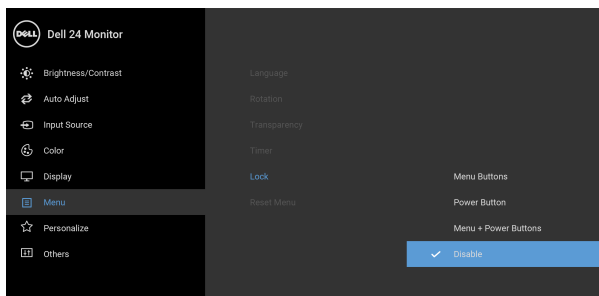 DELL
Dell 24 Monitor
Brightness/Contrast
Auto Adjust
Input Source
Color
Display
Menu
Personalize
Others
Language
Rotation
Transparency
Timer
Lock
Reset Menu
Menu Buttons
Power Button
Menu + Power Buttons
Disable